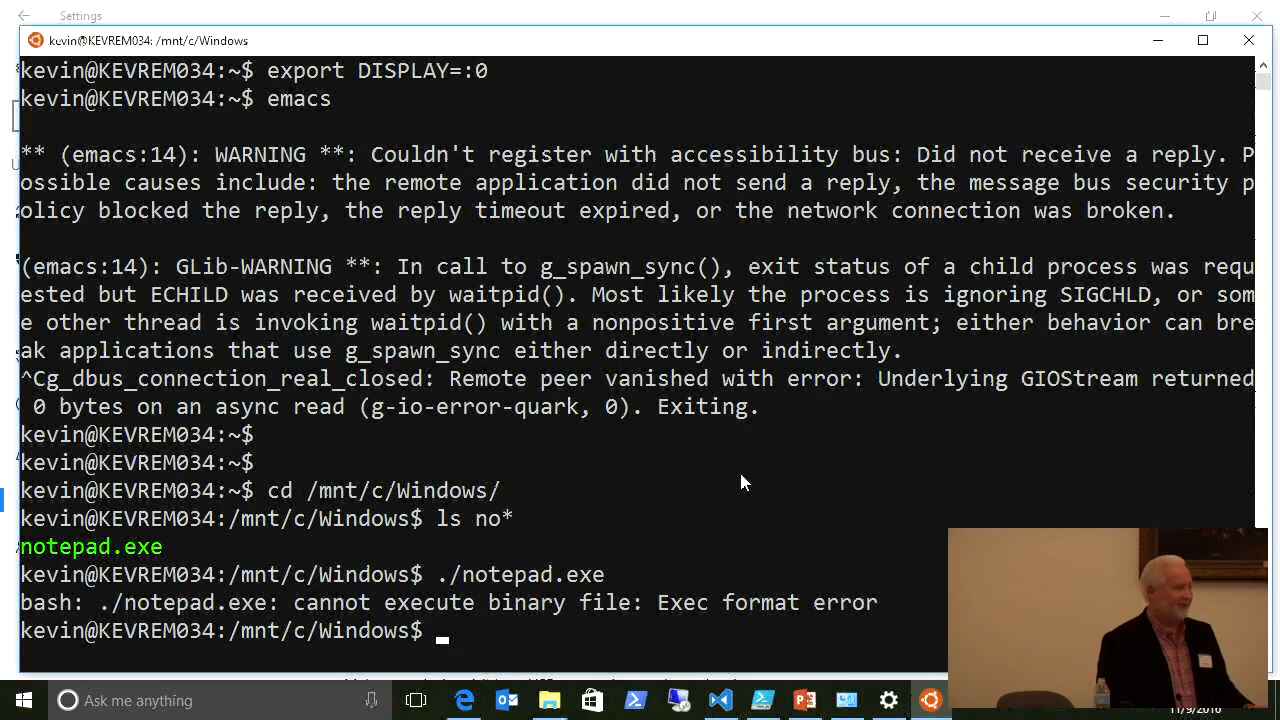 Settings
kevin@KEVREM034: /mnt/c/Windows
kevin@KEVREM034:~$ export DISPLAY=:0
kevin@KEVREM034:~$ emacs
** (emacs:14): WARNING **: Couldn't register with accessibility bus: Did not receive a reply. P
ossible causes include: the remote application did not send a reply, the message bus security p
olicy blocked the reply, the reply timeout expired, or the network connection was broken.
(emacs:14): GLib-WARNING **: In call to g_spawn_sync(), exit status of a child process was requ
ested but ECHILD was received by waitpid(). Most likely the process is ignoring SIGCHLD, or som
e other thread is invoking waitpid() with a nonpositive first argument; either behavior can bre
ak applications that use g_spawn_sync either directly or indirectly.
^Cg_dbus_connection_real_closed: Remote peer vanished with error: Underlying GIOStream returned
0 bytes on an async read (g-io-error-quark, 0). Exiting.
kevin@KEVREM034:~$
kevin@KEVREM034:~$
kevin@KEVREM034:~$ cd /mnt/c/Windows/
kevin@KEVREM034:/mnt/c/Windows$ ls no*
notepad.exe
kevin@KEVREM034:/mnt/c/Windows$ ./notepad.exe
bash: ./notepad.exe: cannot execute binary file: Exec format error
kevin@KEVREM034:/mnt/c/Windows$
Ask me anything
11/9/2016